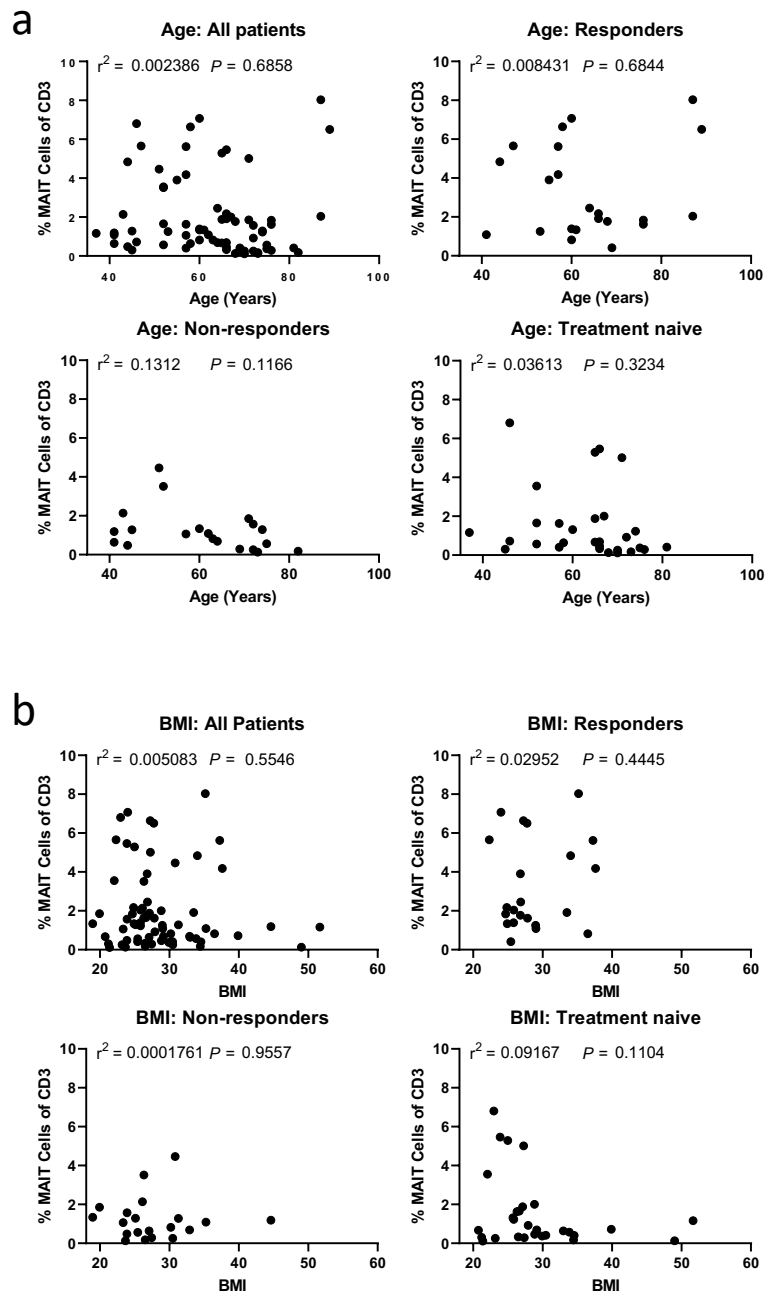 a
Age: All patients
r² = 0.002386 P = 0.6858
% MAIT Cells of CD3
10
8
6
4
2
0
40 60 80 100
Age (Years)
Age: Responders
r² = 0.008431 P = 0.6844
% MAIT Cells of CD3
10
8
6
4
2
0
40 60 80 100
Age (Years)
Age: Non-responders
r² = 0.1312 P = 0.1166
% MAIT Cells of CD3
10
8
6
4
2
0
40 60 80 100
Age (Years)
Age: Treatment naive
r² = 0.03613 P = 0.3234
% MAIT Cells of CD3
10
8
6
4
2
0
40 60 80 100
Age (Years)
b
BMI: All Patients
r² = 0.005083 P = 0.5546
% MAIT Cells of CD3
10
8
6
4
2
0
20 30 40 50 60
BMI
BMI: Responders
r² = 0.02952 P = 0.4445
% MAIT Cells of CD3
10
8
6
4
2
0
20 30 40 50 60
BMI
BMI: Non-responders
r² = 0.0001761 P = 0.9557
% MAIT Cells of CD3
10
8
6
4
2
0
20 30 40 50 60
BMI
BMI: Treatment naive
r² = 0.09167 P = 0.1104
% MAIT Cells of CD3
10
8
6
4
2
0
20 30 40 50 60
BMI